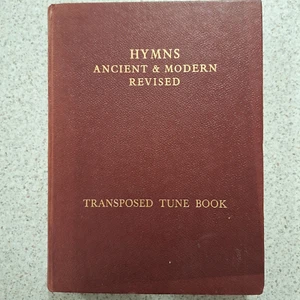 HYMNS
ANCIENT & MODERN
REVISED
TRANSPOSED TUNE BOOK